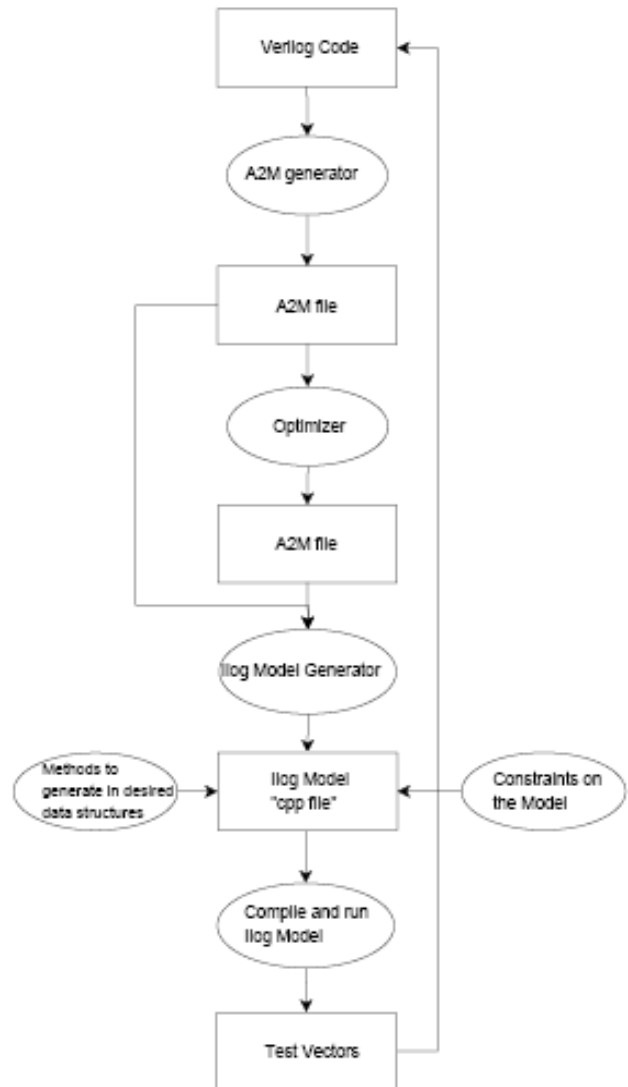 Verilog Code
A2M generator
A2M file
Optimizer
A2M file
Ilog Model Generator
Methods to
generate in desired
data structures
Ilog Model
"cpp file"
Constraints on
the Model
Compile and run
Ilog Model
Test Vectors